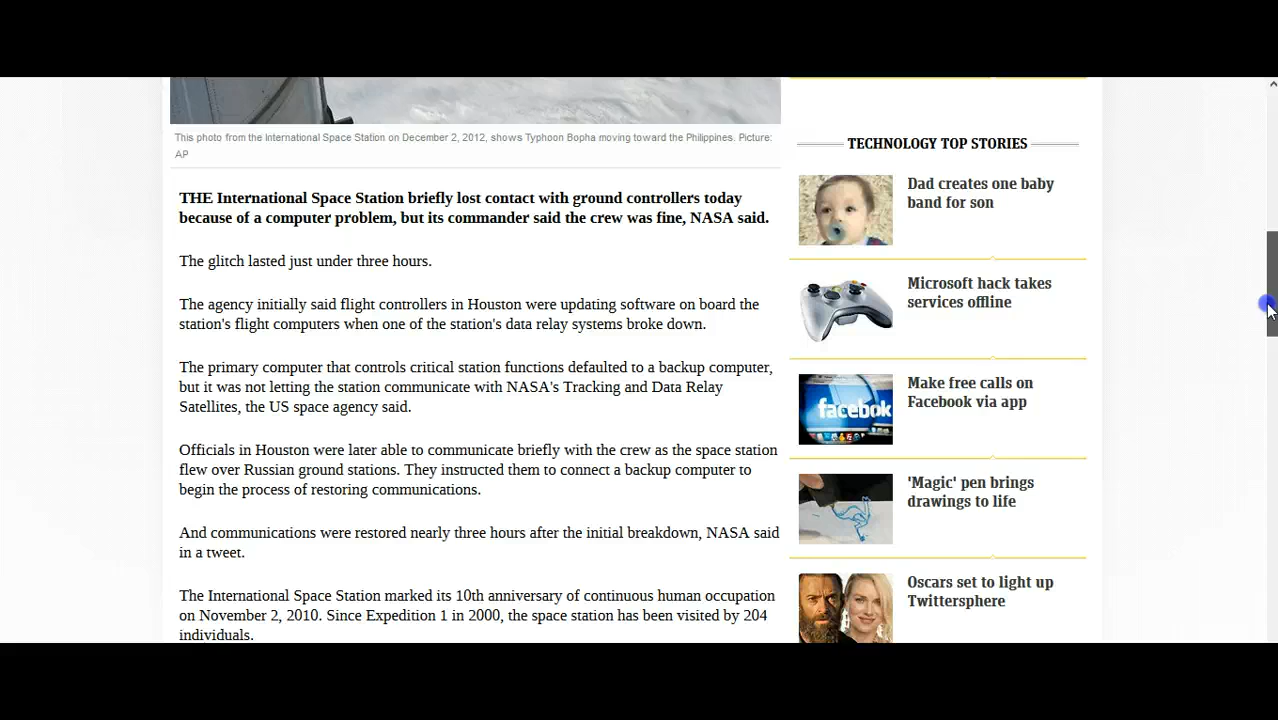 This photo from the International Space Station on December 2, 2012, shows Typhoon Bopha moving toward the Philippines. Picture:
AP
THE International Space Station briefly lost contact with ground controllers today
because of a computer problem, but its commander said the crew was fine, NASA said.
The glitch lasted just under three hours.
The agency initially said flight controllers in Houston were updating software on board the
station's flight computers when one of the station's data relay systems broke down.
The primary computer that controls critical station functions defaulted to a backup computer,
but it was not letting the station communicate with NASA's Tracking and Data Relay
Satellites, the US space agency said.
Officials in Houston were later able to communicate briefly with the crew as the space station
flew over Russian ground stations. They instructed them to connect a backup computer to
begin the process of restoring communications.
And communications were restored nearly three hours after the initial breakdown, NASA said
in a tweet.
The International Space Station marked its 10th anniversary of continuous human occupation
on November 2, 2010. Since Expedition 1 in 2000, the space station has been visited by 204
individuals.
TECHNOLOGY TOP STORIES
Dad creates one baby
band for son
Microsoft hack takes
services offline
Make free calls on
Facebook via app
facebok
'Magic' pen brings
drawings to life
Oscars set to light up
Twittersphere